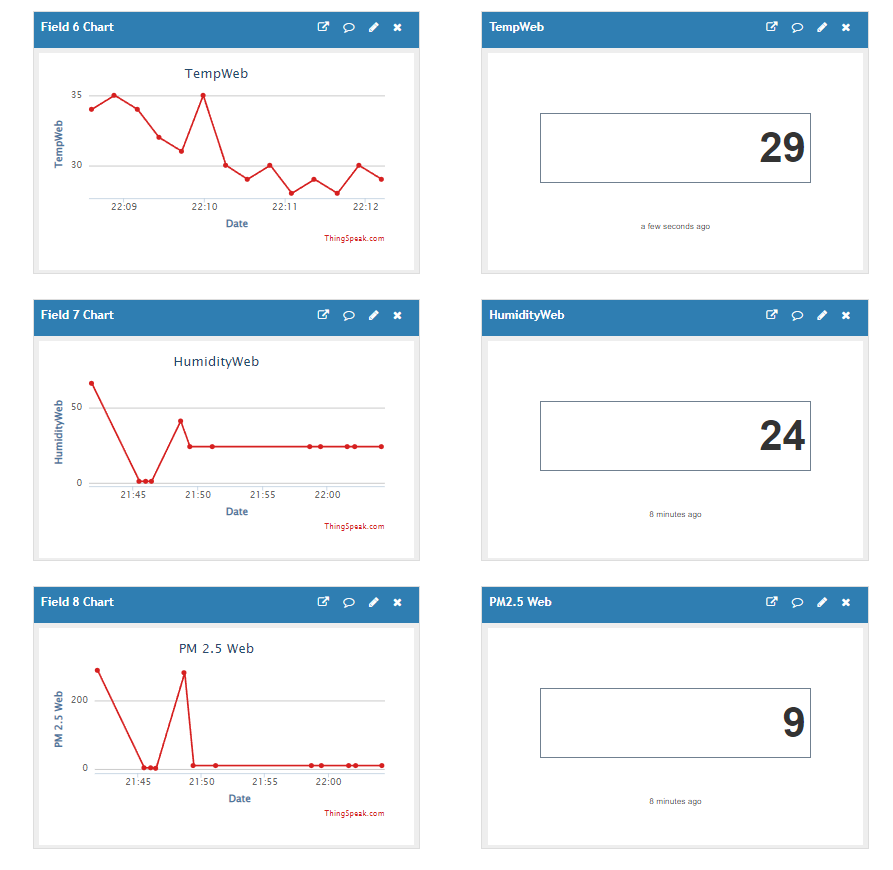 Field 6 Chart
TempWeb
TempWeb
35
30
TempWeb
22:09 22:10 22:11 22:12
Date
ThingSpeak.com
29
a few seconds ago
Field 7 Chart
HumidityWeb
HumidityWeb
50
0
HumidityWeb
21:45 21:50 21:55 22:00
Date
ThingSpeak.com
24
8 minutes ago
Field 8 Chart
PM2.5 Web
PM 2.5 Web
200
0
PM 2.5 Web
21:45 21:50 21:55 22:00
Date
ThingSpeak.com
9
8 minutes ago